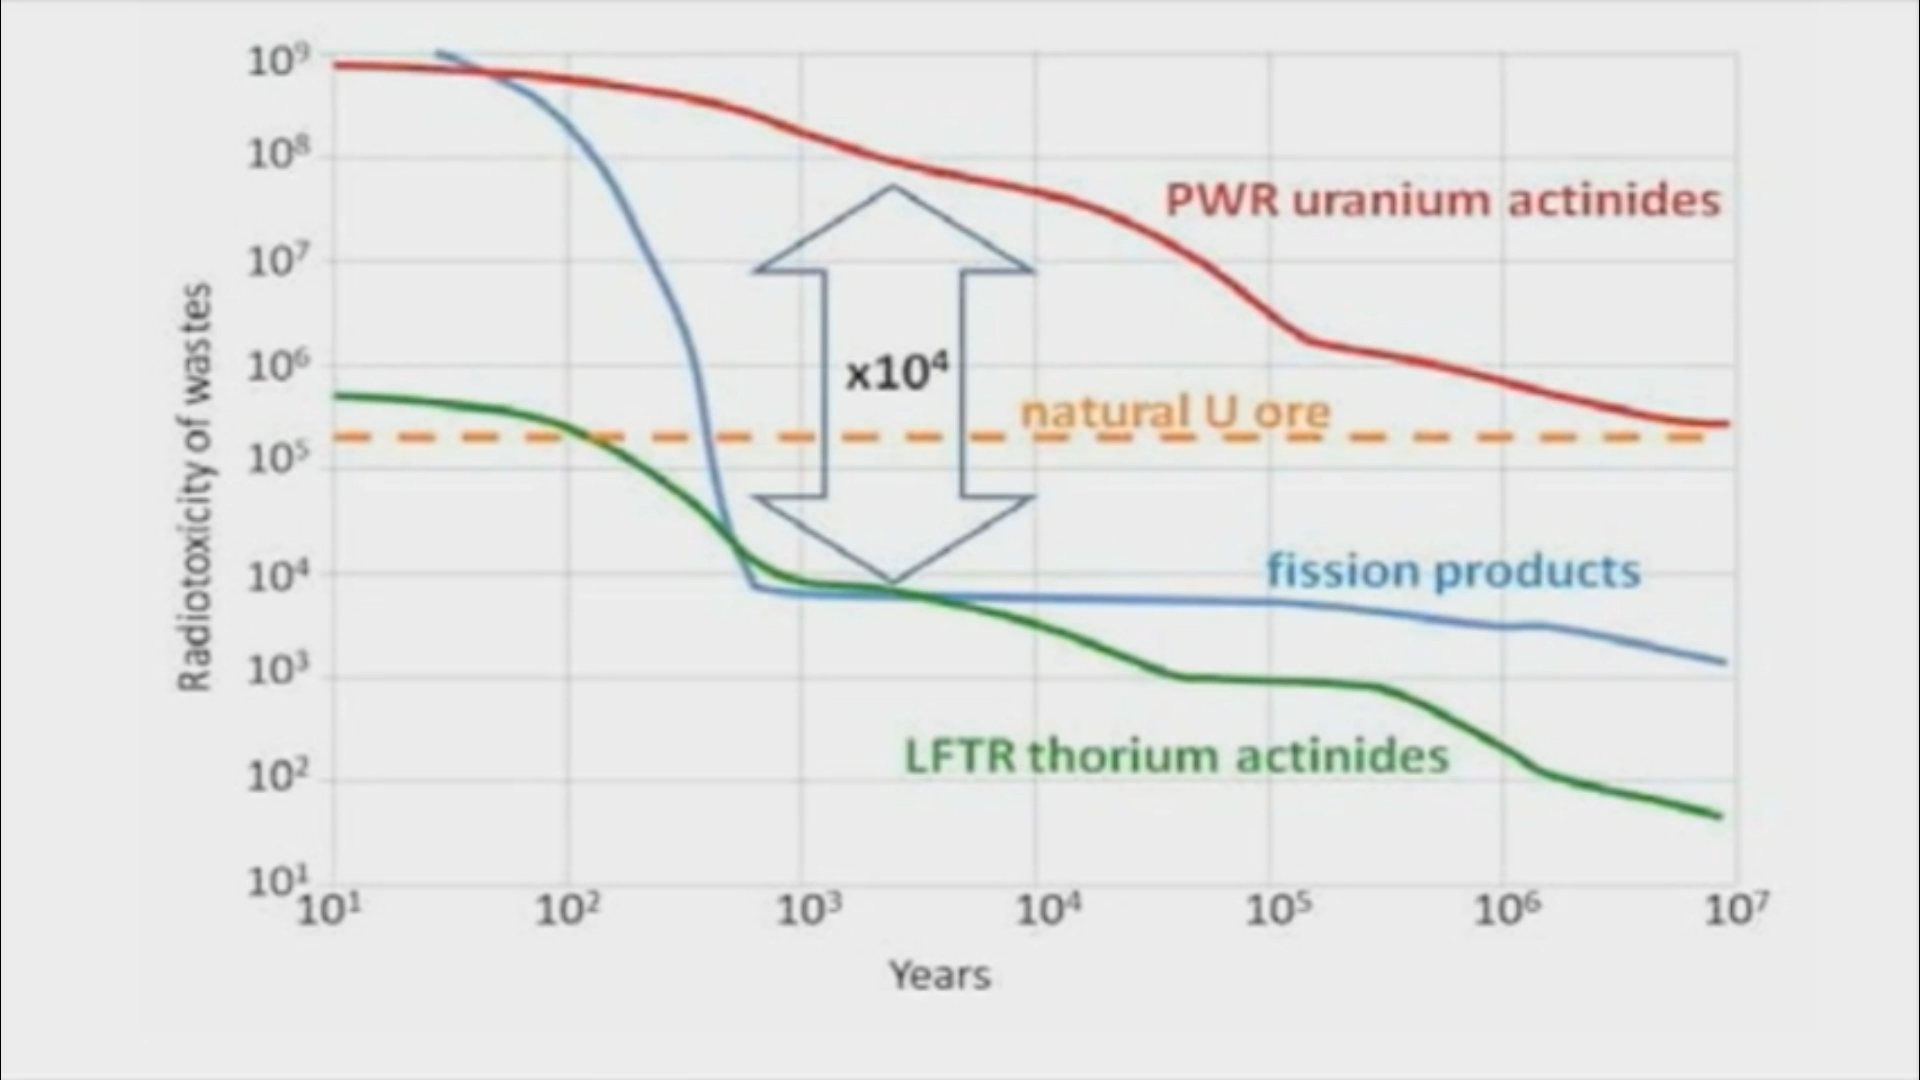 10⁹
10⁸
10⁷
10⁶
10⁵
10⁴
10³
10²
10¹
Radiotoxicity of wastes
PWR uranium actinides
x10⁴
natural U ore
fission products
LFTR thorium actinides
10¹ 10² 10³ 10⁴ 10⁵ 10⁶ 10⁷
Years